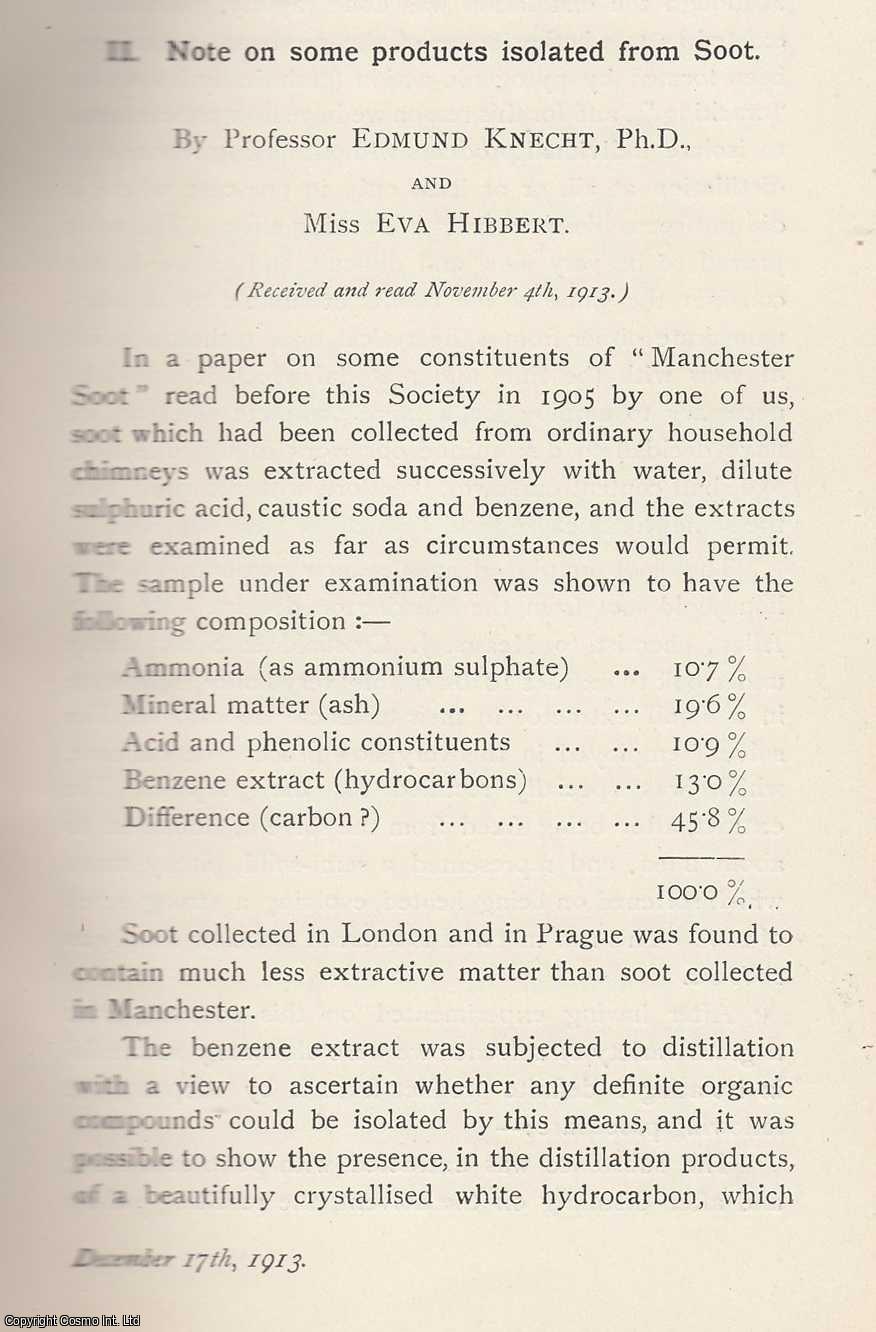 II. Note on some products isolated from Soot.
By Professor EDMUND KNECHT, Ph.D.,
AND
Miss EVA HIBBERT.
(Received and read November 4th, 1913.)
In a paper on some constituents of “Manchester
Soot” read before this Society in 1905 by one of us,
soot which had been collected from ordinary household
chimneys was extracted successively with water, dilute
sulphuric acid, caustic soda and benzene, and the extracts
were examined as far as circumstances would permit.
The sample under examination was shown to have the
following composition :—
Ammonia (as ammonium sulphate) ... 10·7 %
Mineral matter (ash) ... ... ... ... 19·6 %
Acid and phenolic constituents ... ... 10·9 %
Benzene extract (hydrocarbons) ... ... 13·0 %
Difference (carbon ?) ... ... ... ... 45·8 %
100·0 %
Soot collected in London and in Prague was found to
contain much less extractive matter than soot collected
in Manchester.
The benzene extract was subjected to distillation
with a view to ascertain whether any definite organic
compounds could be isolated by this means, and it was
possible to show the presence, in the distillation products,
of a beautifully crystallised white hydrocarbon, which
December 17th, 1913.
Copyright Cosmo Int. Ltd